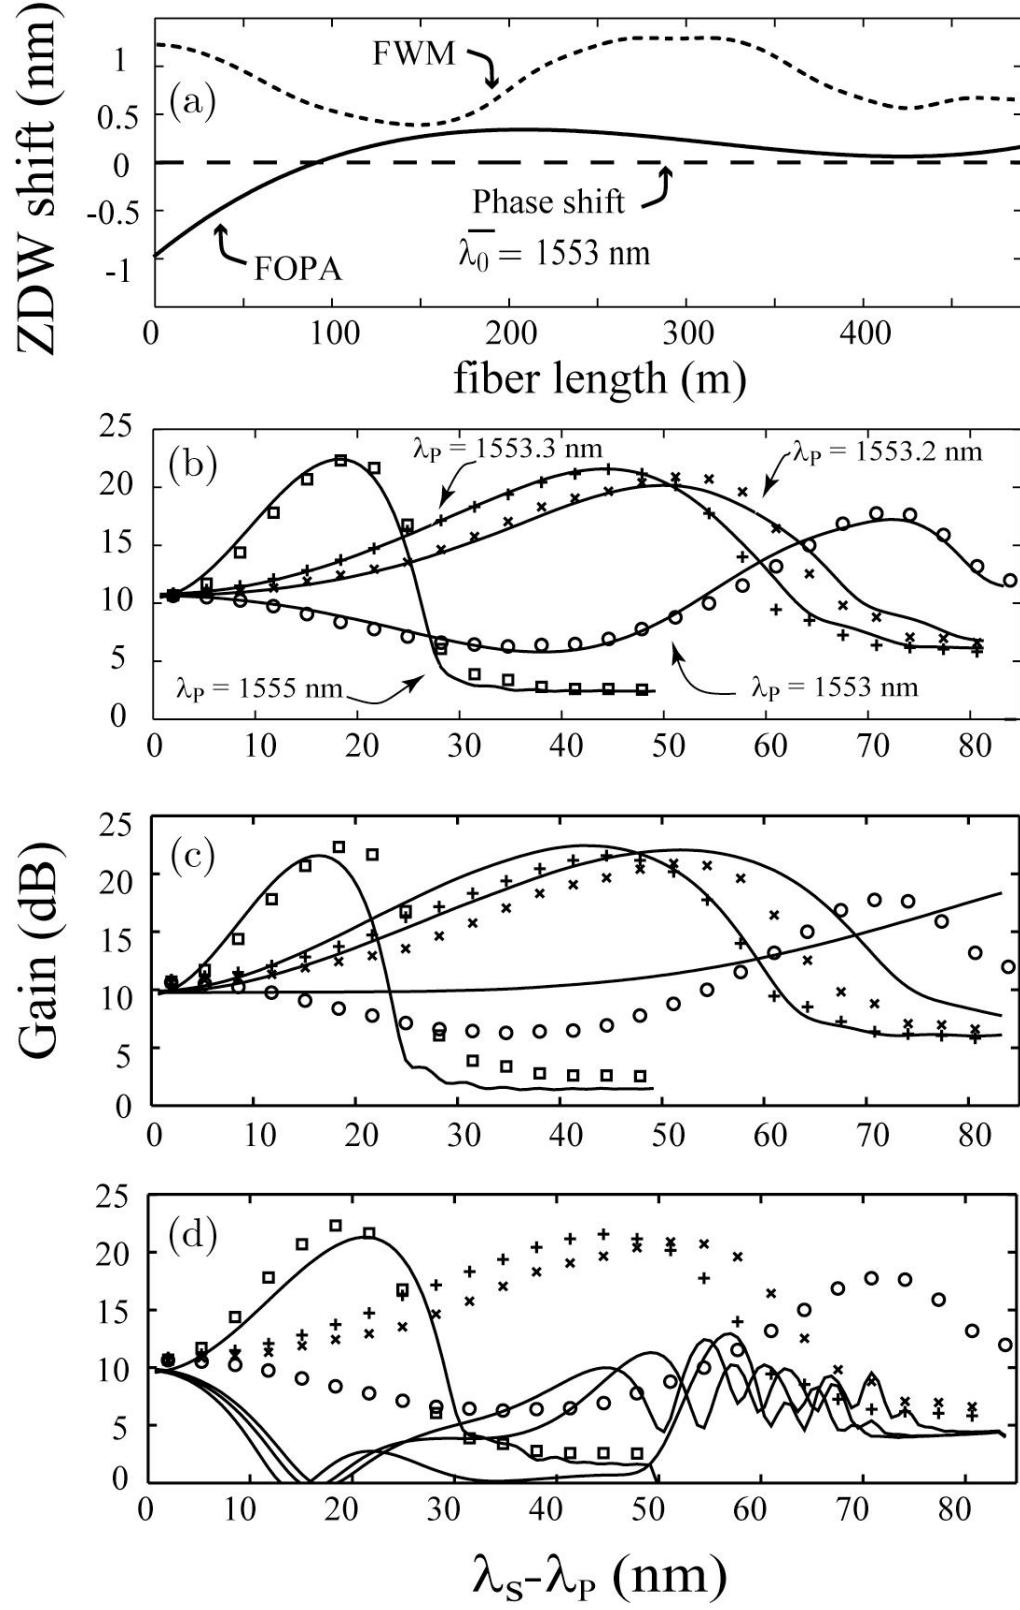 ZDW shift (nm)
1
0.5
0
-0.5
-1
(a)
FWM
Phase shift
λ₀ = 1553 nm
FOPA
0 100 200 300 400
fiber length (m)
25
20
15
10
5
0
(b)
λP = 1553.3 nm
λP = 1553.2 nm
λP = 1555 nm
λP = 1553 nm
0 10 20 30 40 50 60 70 80
Gain (dB)
25
20
15
10
5
0
(c)
0 10 20 30 40 50 60 70 80
25
20
15
10
5
0
(d)
0 10 20 30 40 50 60 70 80
λS-λP (nm)